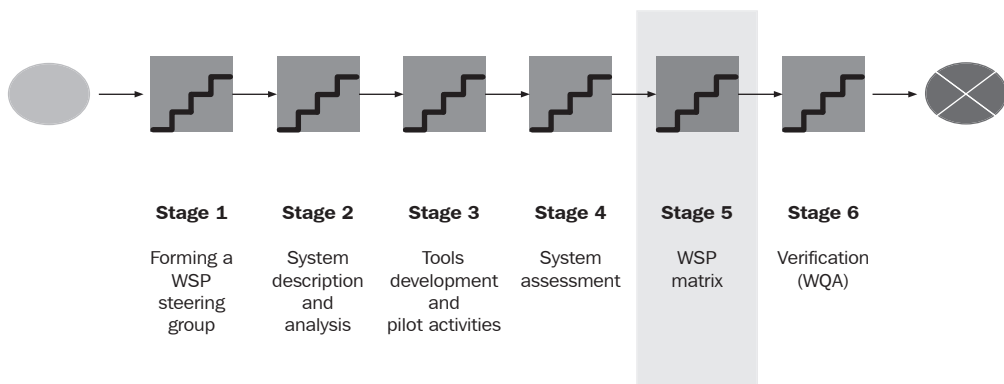 Stage 1
Stage 2
Stage 3
Stage 4
Stage 5
Stage 6
Forming a
WSP
steering
group
System
description
and
analysis
Tools
development
and
pilot activities
System
assessment
WSP
matrix
Verification
(WQA)